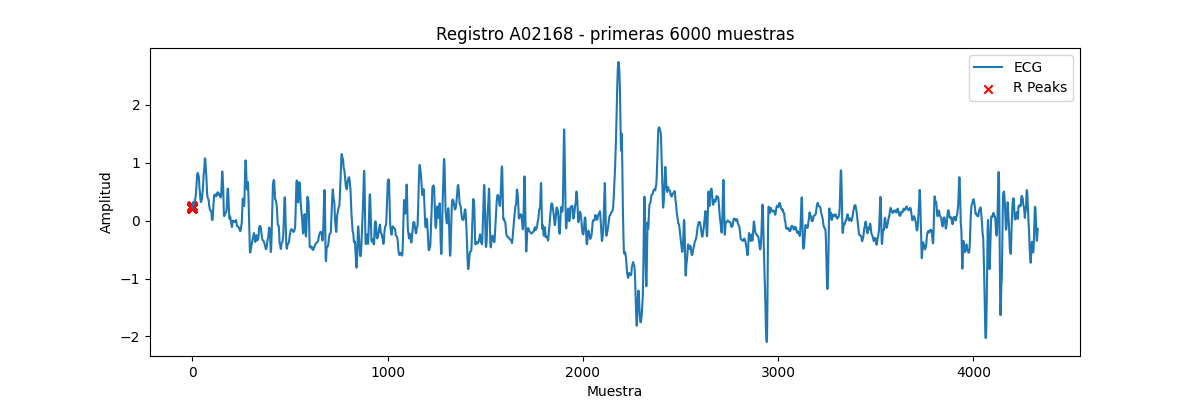 Registro A02168 - primeras 6000 muestras
ECG
R Peaks
Amplitud
2
1
0
−1
−2
0 1000 2000 3000 4000
Muestra